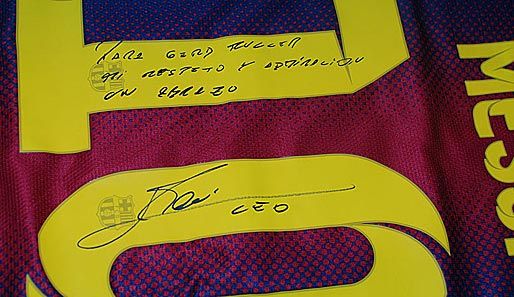 PARA GERD MULLER
MI RESPETO Y ADMIRACION
UN ABRAZO
LEO
MESSI